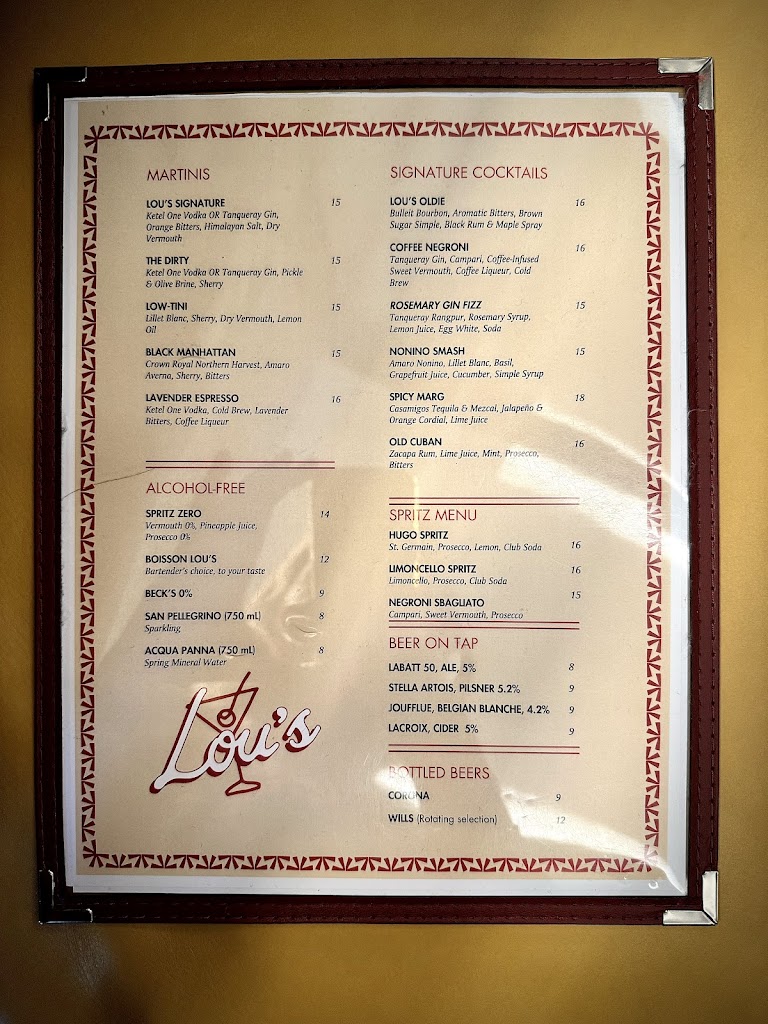 MARTINIS
LOU'S SIGNATURE 15
Ketel One Vodka OR Tanqueray Gin,
Orange Bitters, Himalayan Salt, Dry
Vermouth
THE DIRTY 15
Ketel One Vodka OR Tanqueray Gin, Pickle
& Olive Brine, Sherry
LOW-TINI 15
Lillet Blanc, Sherry, Dry Vermouth, Lemon
Oil
BLACK MANHATTAN 15
Crown Royal Northern Harvest, Amaro
Averna, Sherry, Bitters
LAVENDER ESPRESSO 16
Ketel One Vodka, Cold Brew, Lavender
Bitters, Coffee Liqueur
ALCOHOL-FREE
SPRITZ ZERO 14
Vermouth 0%, Pineapple Juice,
Prosecco 0%
BOISSON LOU'S 12
Bartender's choice, to your taste
BECK'S 0% 9
SAN PELLEGRINO (750 mL) 8
Sparkling
ACQUA PANNA (750 mL) 8
Spring Mineral Water
Lou's
SIGNATURE COCKTAILS
LOU'S OLDIE 16
Bulleit Bourbon, Aromatic Bitters, Brown
Sugar Simple, Black Rum & Maple Spray
COFFEE NEGRONI 16
Tanqueray Gin, Campari, Coffee-Infused
Sweet Vermouth, Coffee Liqueur, Cold
Brew
ROSEMARY GIN FIZZ 15
Tanqueray Rangpur, Rosemary Syrup,
Lemon Juice, Egg White, Soda
NONINO SMASH 15
Amaro Nonino, Lillet Blanc, Basil,
Grapefruit Juice, Cucumber, Simple Syrup
SPICY MARG 18
Casamigos Tequila & Mezcal, Jalapeño &
Orange Cordial, Lime Juice
OLD CUBAN 16
Zacapa Rum, Lime Juice, Mint, Prosecco,
Bitters
SPRITZ MENU
HUGO SPRITZ
St. Germain, Prosecco, Lemon, Club Soda 16
LIMONCELLO SPRITZ 16
Limoncello, Prosecco, Club Soda
NEGRONI SBAGLIATO 15
Campari, Sweet Vermouth, Prosecco
BEER ON TAP
LABATT 50, ALE, 5% 8
STELLA ARTOIS, PILSNER 5.2% 9
JOUFFLUE, BELGIAN BLANCHE, 4.2% 9
LACROIX, CIDER 5% 9
BOTTLED BEERS
CORONA 9
WILLS (Rotating selection) 12